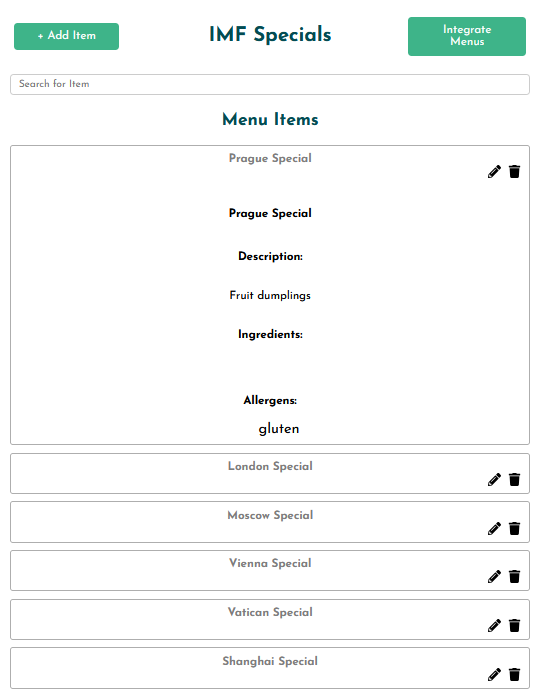 + Add Item
IMF Specials
Integrate
Menus
Search for Item
Menu Items
Prague Special
Prague Special
Description:
Fruit dumplings
Ingredients:
Allergens:
gluten
London Special
Moscow Special
Vienna Special
Vatican Special
Shanghai Special